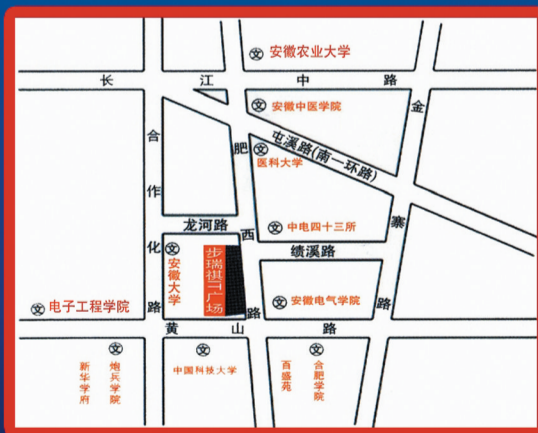 安徽农业大学
长江中路
安徽中医学院
金寨路
屯溪路(南一环路)
合作化路
肥西路
医科大学
龙河路
中电四十三所
绩溪路
安徽大学
步瑞祺IT广场
电子工程学院
安徽电气学院
黄山路
新华学府
炮兵学院
中国科技大学
百盛苑
合肥学院